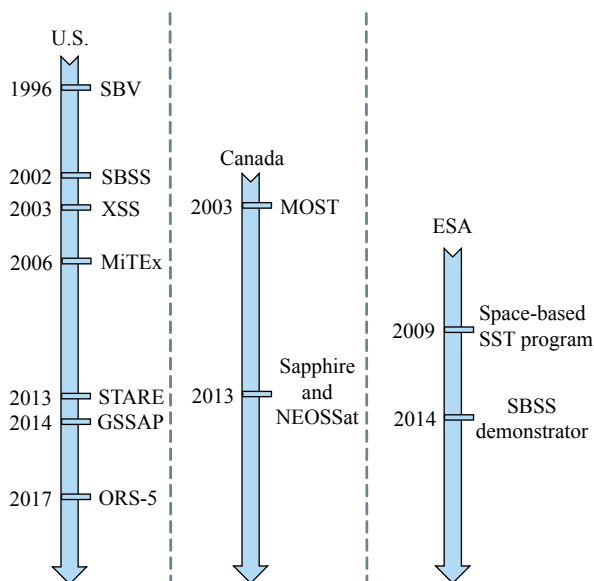 U.S.
1996 SBV
2002 SBSS
2003 XSS
2006 MiTEx
2013 STARE
2014 GSSAP
2017 ORS-5
Canada
2003 MOST
2013
Sapphire
and
NEOSSat
ESA
2009
Space-based
SST program
2014
SBSS
demonstrator